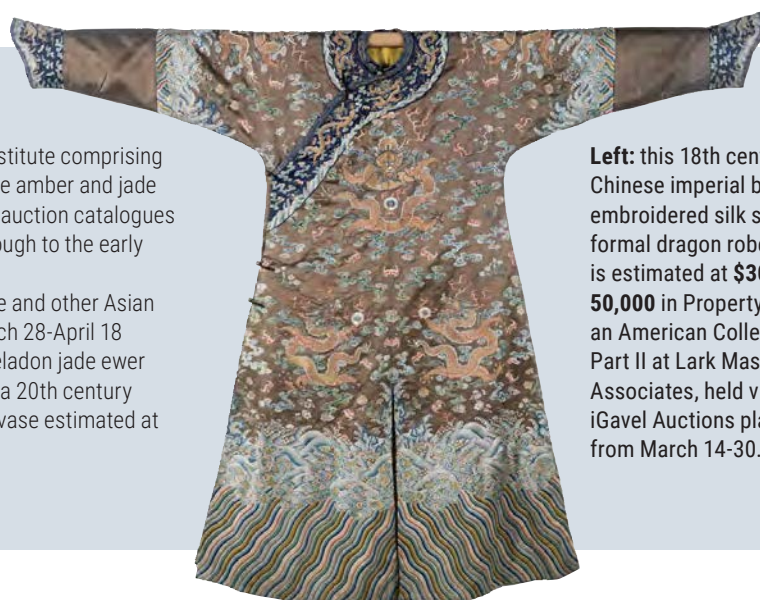 stitute comprising
e amber and jade
auction catalogues
ough to the early
e and other Asian
ch 28-April 18
eladon jade ewer
a 20th century
vase estimated at
Left: this 18th cen
Chinese imperial b
embroidered silk s
formal dragon robe
is estimated at $30
50,000 in Property
an American Colle
Part II at Lark Mas
Associates, held v
iGavel Auctions pla
from March 14-30.